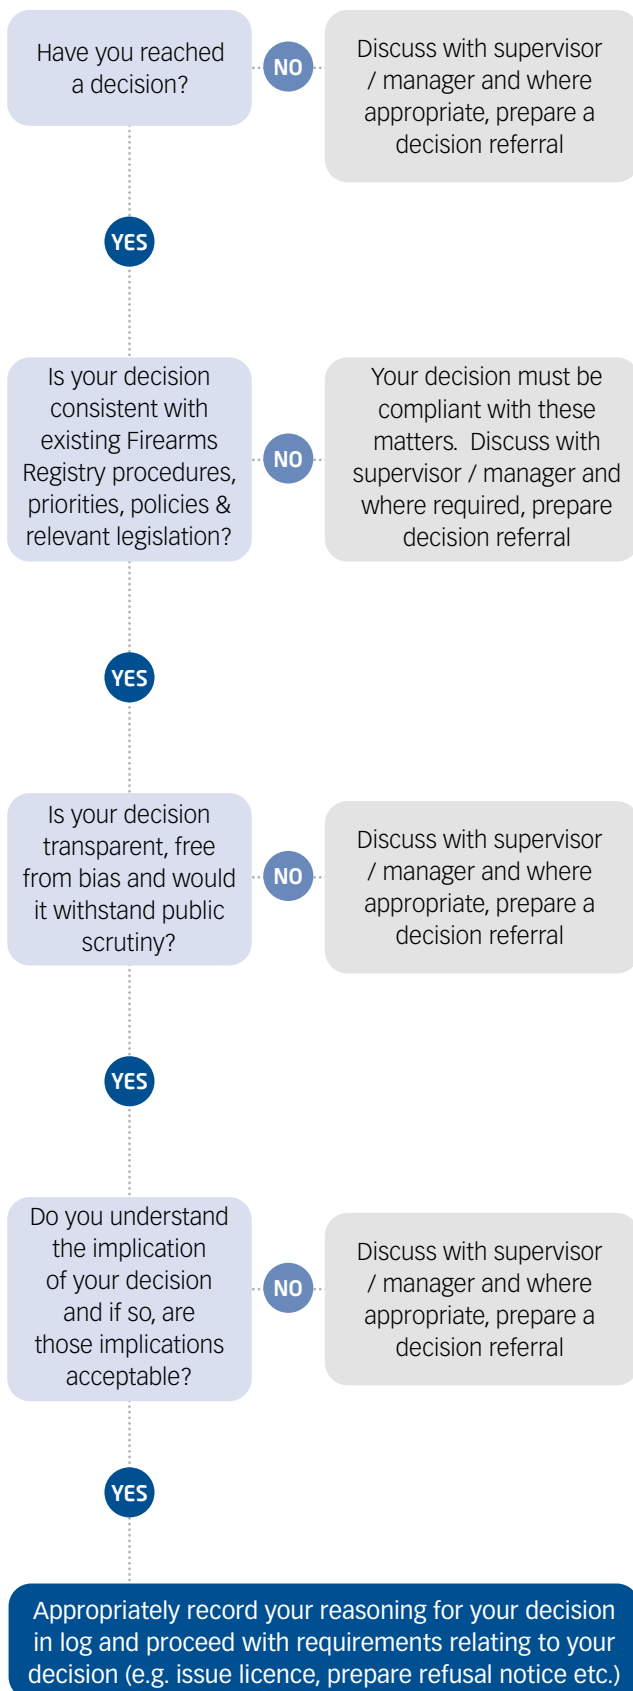 Have you reached
a decision?
NO
Discuss with supervisor
/ manager and where
appropriate, prepare a
decision referral
YES
Is your decision
consistent with
existing Firearms
Registry procedures,
priorities, policies &
relevant legislation?
NO
Your decision must be
compliant with these
matters.  Discuss with
supervisor / manager and
where required, prepare
decision referral
YES
Is your decision
transparent, free
from bias and would
it withstand public
scrutiny?
NO
Discuss with supervisor
/ manager and where
appropriate, prepare a
decision referral
YES
Do you understand
the implication
of your decision
and if so, are
those implications
acceptable?
NO
Discuss with supervisor
/ manager and where
appropriate, prepare a
decision referral
YES
Appropriately record your reasoning for your decision
in log and proceed with requirements relating to your
decision (e.g. issue licence, prepare refusal notice etc.)